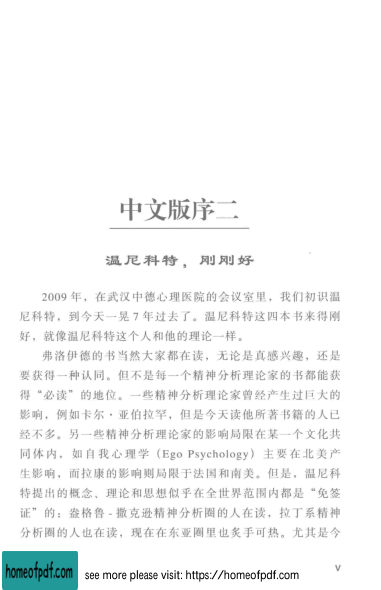 中文版序二
温尼科特，刚刚好
2009 年，在武汉中德心理医院的会议室里，我们初识温
尼科特，到今天一晃 7 年过去了。温尼科特这四本书来得刚
好，就像温尼科特这个人和他的理论一样。
弗洛伊德的书当然大家都在读，无论是真感兴趣，还是
要获得一种认同。但不是每一个精神分析理论家的书都能获
得“必读”的地位。一些精神分析理论家曾经产生过巨大的
影响，例如卡尔·亚伯拉罕，但是今天读他所著书籍的人已
经不多。另一些精神分析理论家的影响局限在某一个文化共
同体内，如自我心理学（Ego Psychology）主要在北美产
生影响，而拉康的影响则局限于法国和南美。但是，温尼科
特提出的概念、理论和思想似乎在全世界范围内都是“免签
证”的：盎格鲁-撒克逊精神分析圈的人在读，拉丁系精神
分析圈的人也在读，现在在东亚圈里也炙手可热。尤其是今
V
homeofpdf.com
see more please visit: https://homeofpdf.com